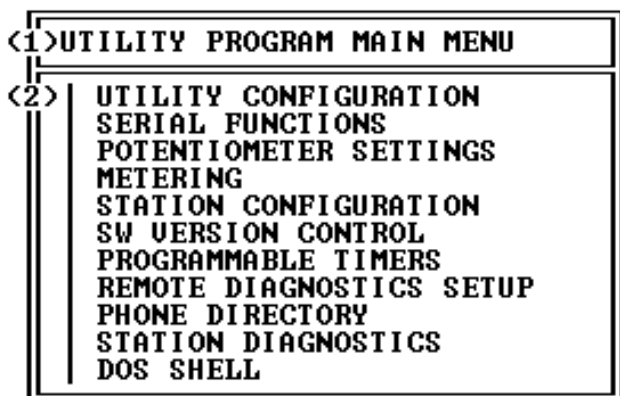 <1>UTILITY PROGRAM MAIN MENU
<2> UTILITY CONFIGURATION
SERIAL FUNCTIONS
POTENTIOMETER SETTINGS
METERING
STATION CONFIGURATION
SW VERSION CONTROL
PROGRAMMABLE TIMERS
REMOTE DIAGNOSTICS SETUP
PHONE DIRECTORY
STATION DIAGNOSTICS
DOS SHELL